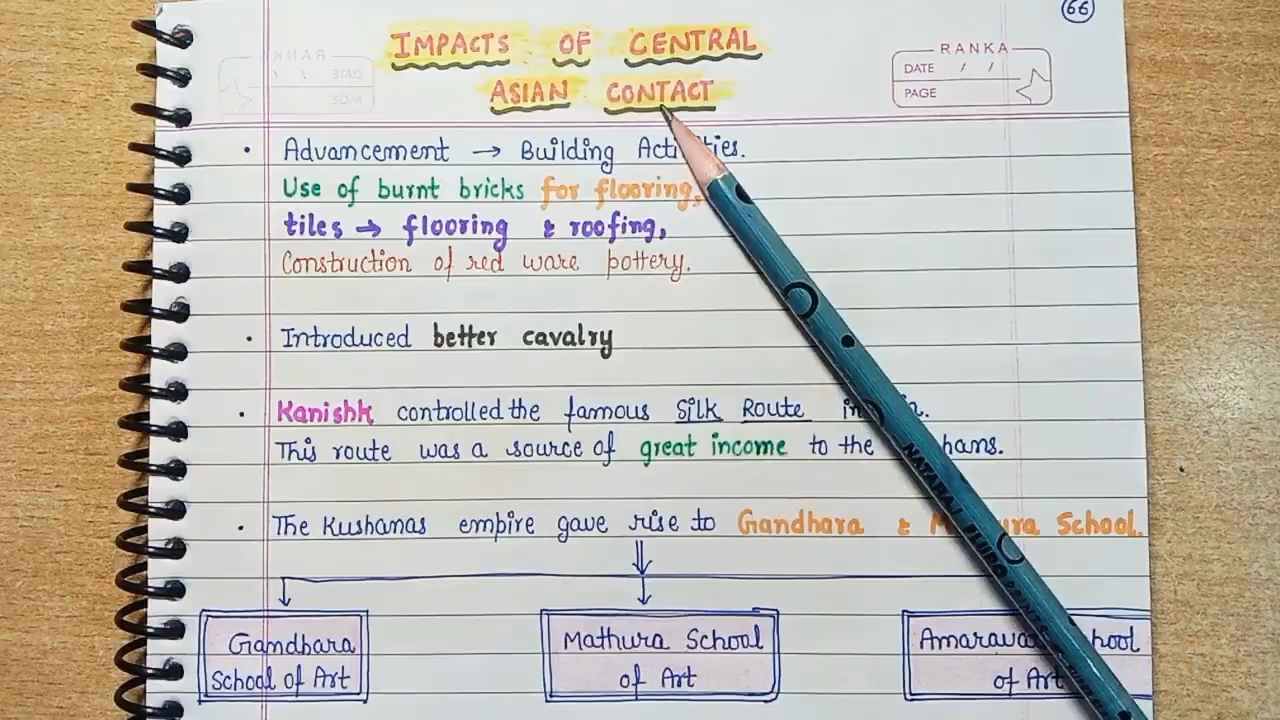 66
IMPACTS OF CENTRAL
ASIAN CONTACT
RANKA
DATE / /
PAGE
• Advancement → Building
Use of burnt bricks for flooring,
tiles → flooring & roofing,
Construction of red ware pottery.
• Introduced better cavalry
• Kanishk controlled the famous Silk Route
This route was a source of great income to the
• The Kushanas empire gave rise to Gandhara & School.
Gandhara
School of Art
Mathura School
of Art
of Art
NATARAJ